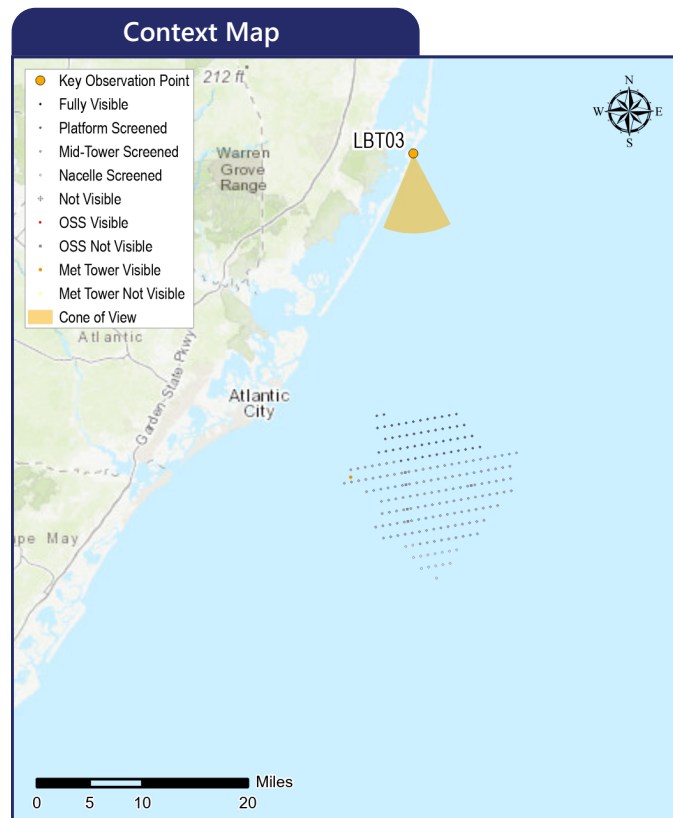 Context Map
212 ft
Key Observation Point
Fully Visible
Platform Screened
Mid-Tower Screened
Nacelle Screened
Not Visible
OSS Visible
OSS Not Visible
Met Tower Visible
Met Tower Not Visible
Cone of View
N
W E
S
LBT03
Warren
Grove
Range
Atlantic
Garden-State-Pkwy
Atlantic
City
ape May
Miles
0 5 10 20